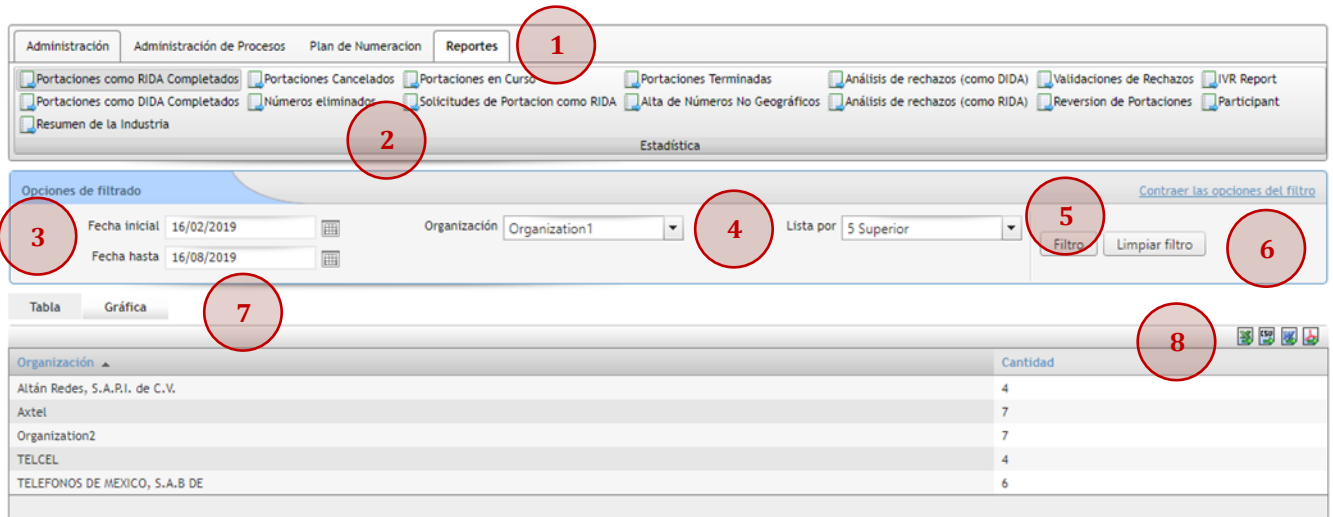 Administración Administración de Procesos Plan de Numeracion Reportes 1
Portaciones como RIDA Completados Portaciones Cancelados Portaciones en Curso Portaciones Terminadas Análisis de rechazos (como DIDA) Validaciones de Rechazos IVR Report
Portaciones como DIDA Completados Números eliminados Solicitudes de Portacion como RIDA Alta de Números No Geográficos Análisis de rechazos (como RIDA) Reversion de Portaciones Participant
Resumen de la Industria 2
Estadística
Opciones de filtrado Contraer las opciones del filtro
3 Fecha inicial 16/02/2019 Organización Organization1 4 Lista por 5 Superior 5
Filtro Limpiar filtro 6
Fecha hasta 16/08/2019
Tabla Gráfica 7
8 CSV
Organización Cantidad
Altán Redes, S.A.P.I. de C.V. 4
Axtel 7
Organization2 7
TELCEL 4
TELEFONOS DE MEXICO, S.A.B DE 6